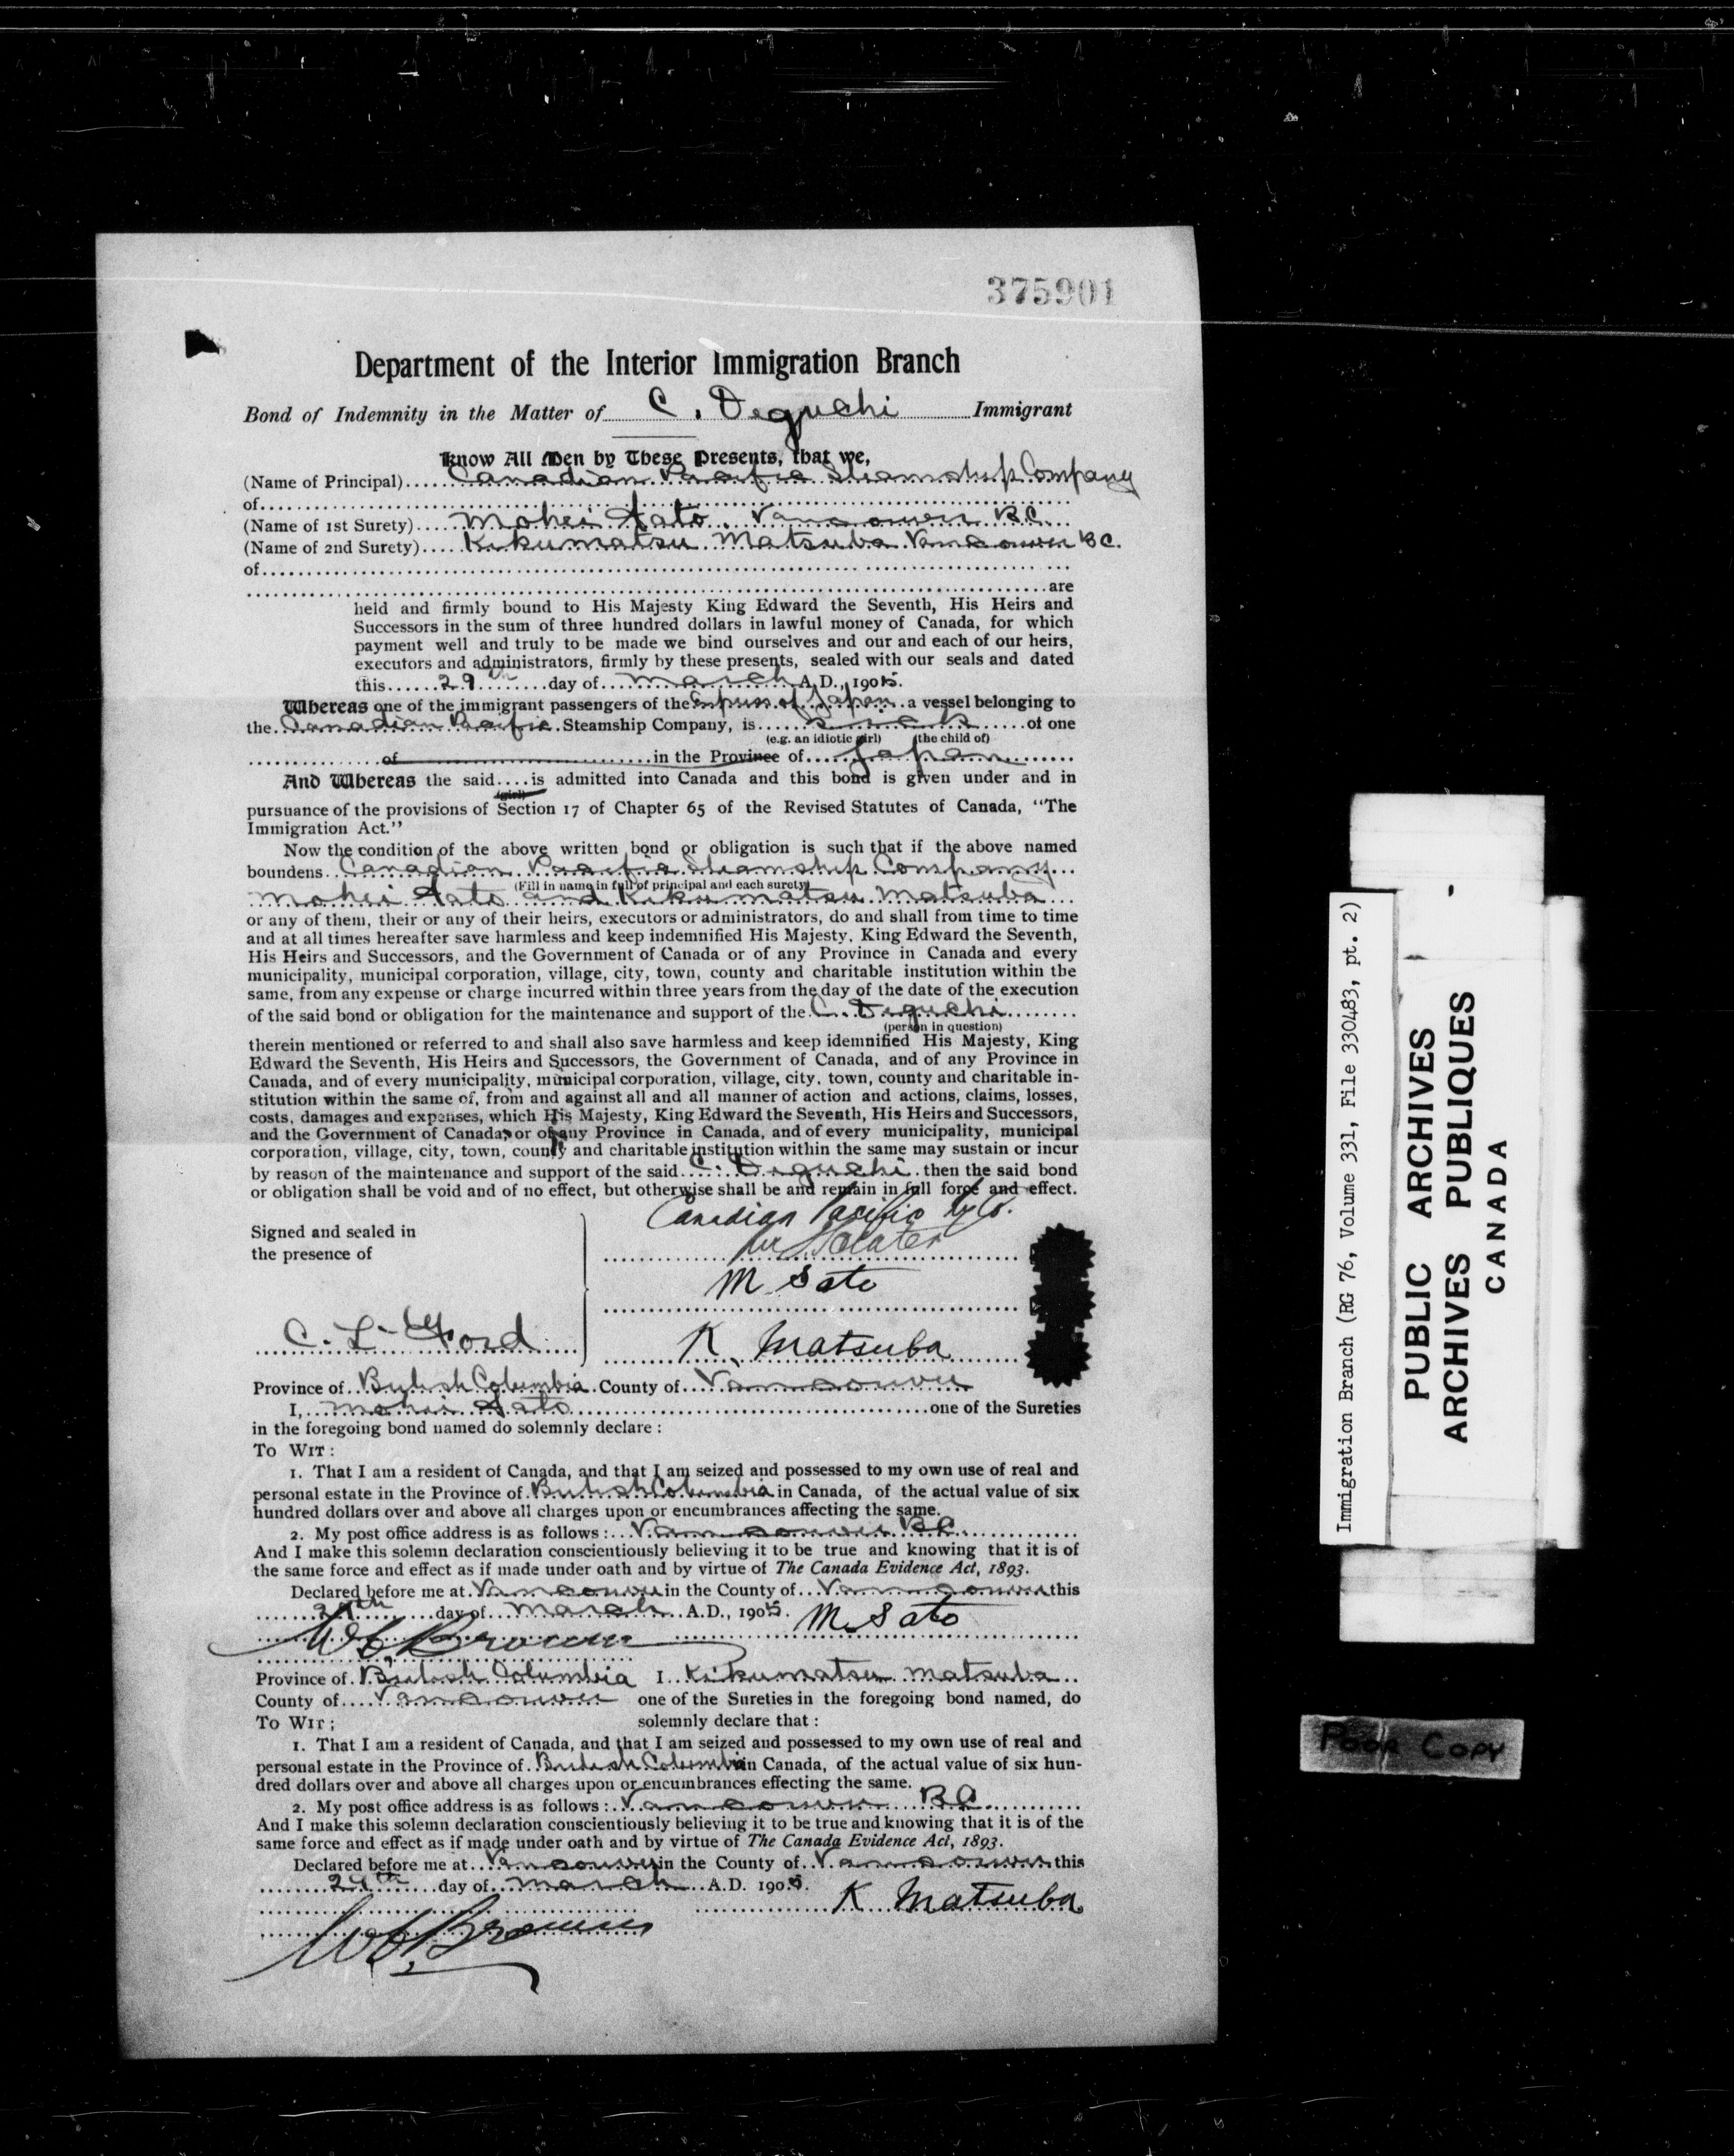 375901
Department of the Interior Immigration Branch
Bond of Indemnity in the Matter of C. Deguchi Immigrant
Know All Men by These Presents, that we,
(Name of Principal) Canadian Pacific Steamship Company
of
(Name of 1st Surety) Mohei Sato. Vancouver B.C.
(Name of 2nd Surety) Kikumatsu Matsuba Vancouver B C.
of
are
held and firmly bound to His Majesty King Edward the Seventh, His Heirs and
Successors in the sum of three hundred dollars in lawful money of Canada, for which
payment well and truly to be made we bind ourselves and our and each of our heirs,
executors and administrators, firmly by these presents, sealed with our seals and dated
this 29th day of March A.D., 1905.
Whereas one of the immigrant passengers of the Empress of Japan a vessel belonging to
the Canadian Pacific Steamship Company, is sick of one
(e.g. an idiotic girl) (the child of)
of in the Province of Japan
And Whereas the said is admitted into Canada and this bond is given under and in
(girl)
pursuance of the provisions of Section 17 of Chapter 65 of the Revised Statutes of Canada, "The
Immigration Act."
Now the condition of the above written bond or obligation is such that if the above named
boundens Canadian Pacific Steamship Company
(Fill in name in full of principal and each surety)
Mohei Sato and Kikumatsu Matsuba
or any of them, their or any of their heirs, executors or administrators, do and shall from time to time
and at all times hereafter save harmless and keep indemnified His Majesty, King Edward the Seventh,
His Heirs and Successors, and the Government of Canada or of any Province in Canada and every
municipality, municipal corporation, village, city, town, county and charitable institution within the
same, from any expense or charge incurred within three years from the day of the date of the execution
of the said bond or obligation for the maintenance and support of the C. Deguchi
(person in question)
therein mentioned or referred to and shall also save harmless and keep idemnified His Majesty, King
Edward the Seventh, His Heirs and Successors, the Government of Canada, and of any Province in
Canada, and of every municipality, municipal corporation, village, city, town, county and charitable in-
stitution within the same of, from and against all and all manner of action and actions, claims, losses,
costs, damages and expenses, which His Majesty, King Edward the Seventh, His Heirs and Successors,
and the Government of Canada, or of any Province in Canada, and of every municipality, municipal
corporation, village, city, town, county and charitable institution within the same may sustain or incur
by reason of the maintenance and support of the said C. Deguchi then the said bond
or obligation shall be void and of no effect, but otherwise shall be and remain in full force and effect.
Signed and sealed in
the presence of
Canadian Pacific
M Sato
C. L. Ford
K. Matsuba
Province of British Columbia County of Vancouver
I, Mohei Sato one of the Sureties
in the foregoing bond named do solemnly declare :
To Wit :
1. That I am a resident of Canada, and that I am seized and possessed to my own use of real and
personal estate in the Province of British Columbia in Canada, of the actual value of six
hundred dollars over and above all charges upon or encumbrances affecting the same.
2. My post office address is as follows : Vancouver B.C.
And I make this solemn declaration conscientiously believing it to be true and knowing that it is of
the same force and effect as if made under oath and by virtue of The Canada Evidence Act, 1893.
Declared before me at Vancouver in the County of Vancouver this
29th day of March A.D., 1905.
M. Sato
Brown
Province of British Columbia I Kikumatsu Matsuba
County of Vancouver one of the Sureties in the foregoing bond named, do
To Wit ; solemnly declare that :
1. That I am a resident of Canada, and that I am seized and possessed to my own use of real and
personal estate in the Province of British Columbia in Canada, of the actual value of six hun-
dred dollars over and above all charges upon or encumbrances effecting the same.
2. My post office address is as follows : Vancouver B.C.
And I make this solemn declaration conscientiously believing it to be true and knowing that it is of the
same force and effect as if made under oath and by virtue of The Canada Evidence Act, 1893.
Declared before me at Vancouver in the County of Vancouver this
29th day of March A.D. 1905.
K Matsuba
Brown
Immigration Branch (RG 76, Volume 331, File 330483, pt. 2)
PUBLIC ARCHIVES
ARCHIVES PUBLIQUES
CANADA
Poor Copy